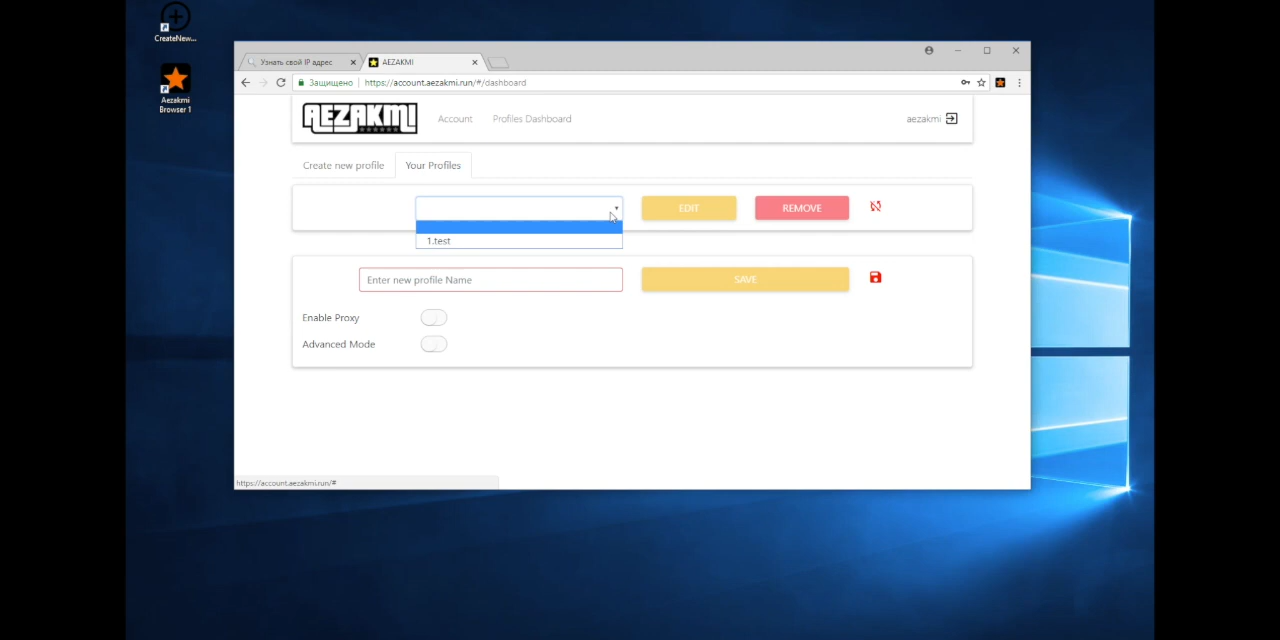 CreateNew...
Aezakmi
Browser 1
Узнать свой IP адрес
AEZAKMI
Защищено
https://account.aezakmi.run/#/dashboard
AEZAKMI
Account
Profiles Dashboard
aezakmi
Create new profile
Your Profiles
EDIT
REMOVE
1.test
Enter new profile Name
SAVE
Enable Proxy
Advanced Mode
https://account.aezakmi.run/#